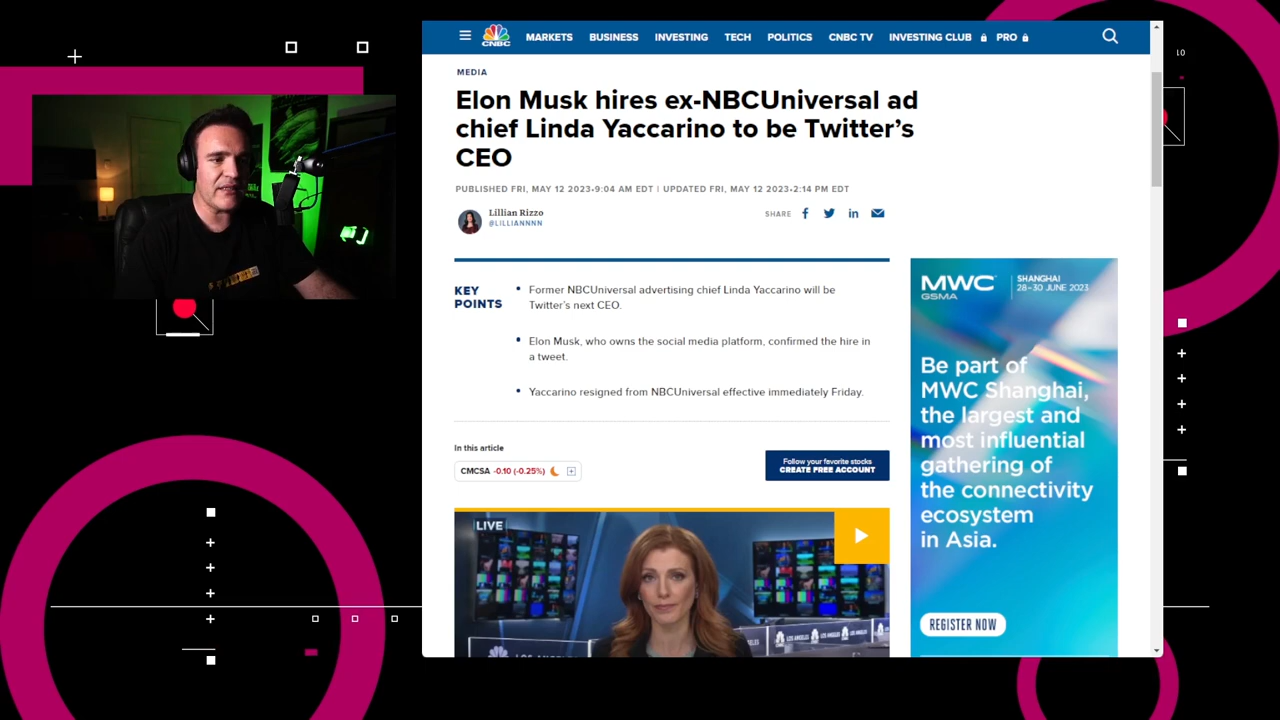 CNBC
MARKETS BUSINESS INVESTING TECH POLITICS CNBC TV INVESTING CLUB PRO
MEDIA
Elon Musk hires ex-NBCUniversal ad
chief Linda Yaccarino to be Twitter’s
CEO
PUBLISHED FRI, MAY 12 2023•9:04 AM EDT | UPDATED FRI, MAY 12 2023•2:14 PM EDT
Lillian Rizzo
@LILLIANNNN
SHARE
KEY
POINTS
Former NBCUniversal advertising chief Linda Yaccarino will be
Twitter’s next CEO.
Elon Musk, who owns the social media platform, confirmed the hire in
a tweet.
Yaccarino resigned from NBCUniversal effective immediately Friday.
In this article
CMCSA -0.10 (-0.25%)
Follow your favorite stocks
CREATE FREE ACCOUNT
LIVE
LOS ANGELES
MWC
GSMA
SHANGHAI
28-30 JUNE 2023
Be part of
MWC Shanghai,
the largest and
most influential
gathering of
the connectivity
ecosystem
in Asia.
REGISTER NOW
10